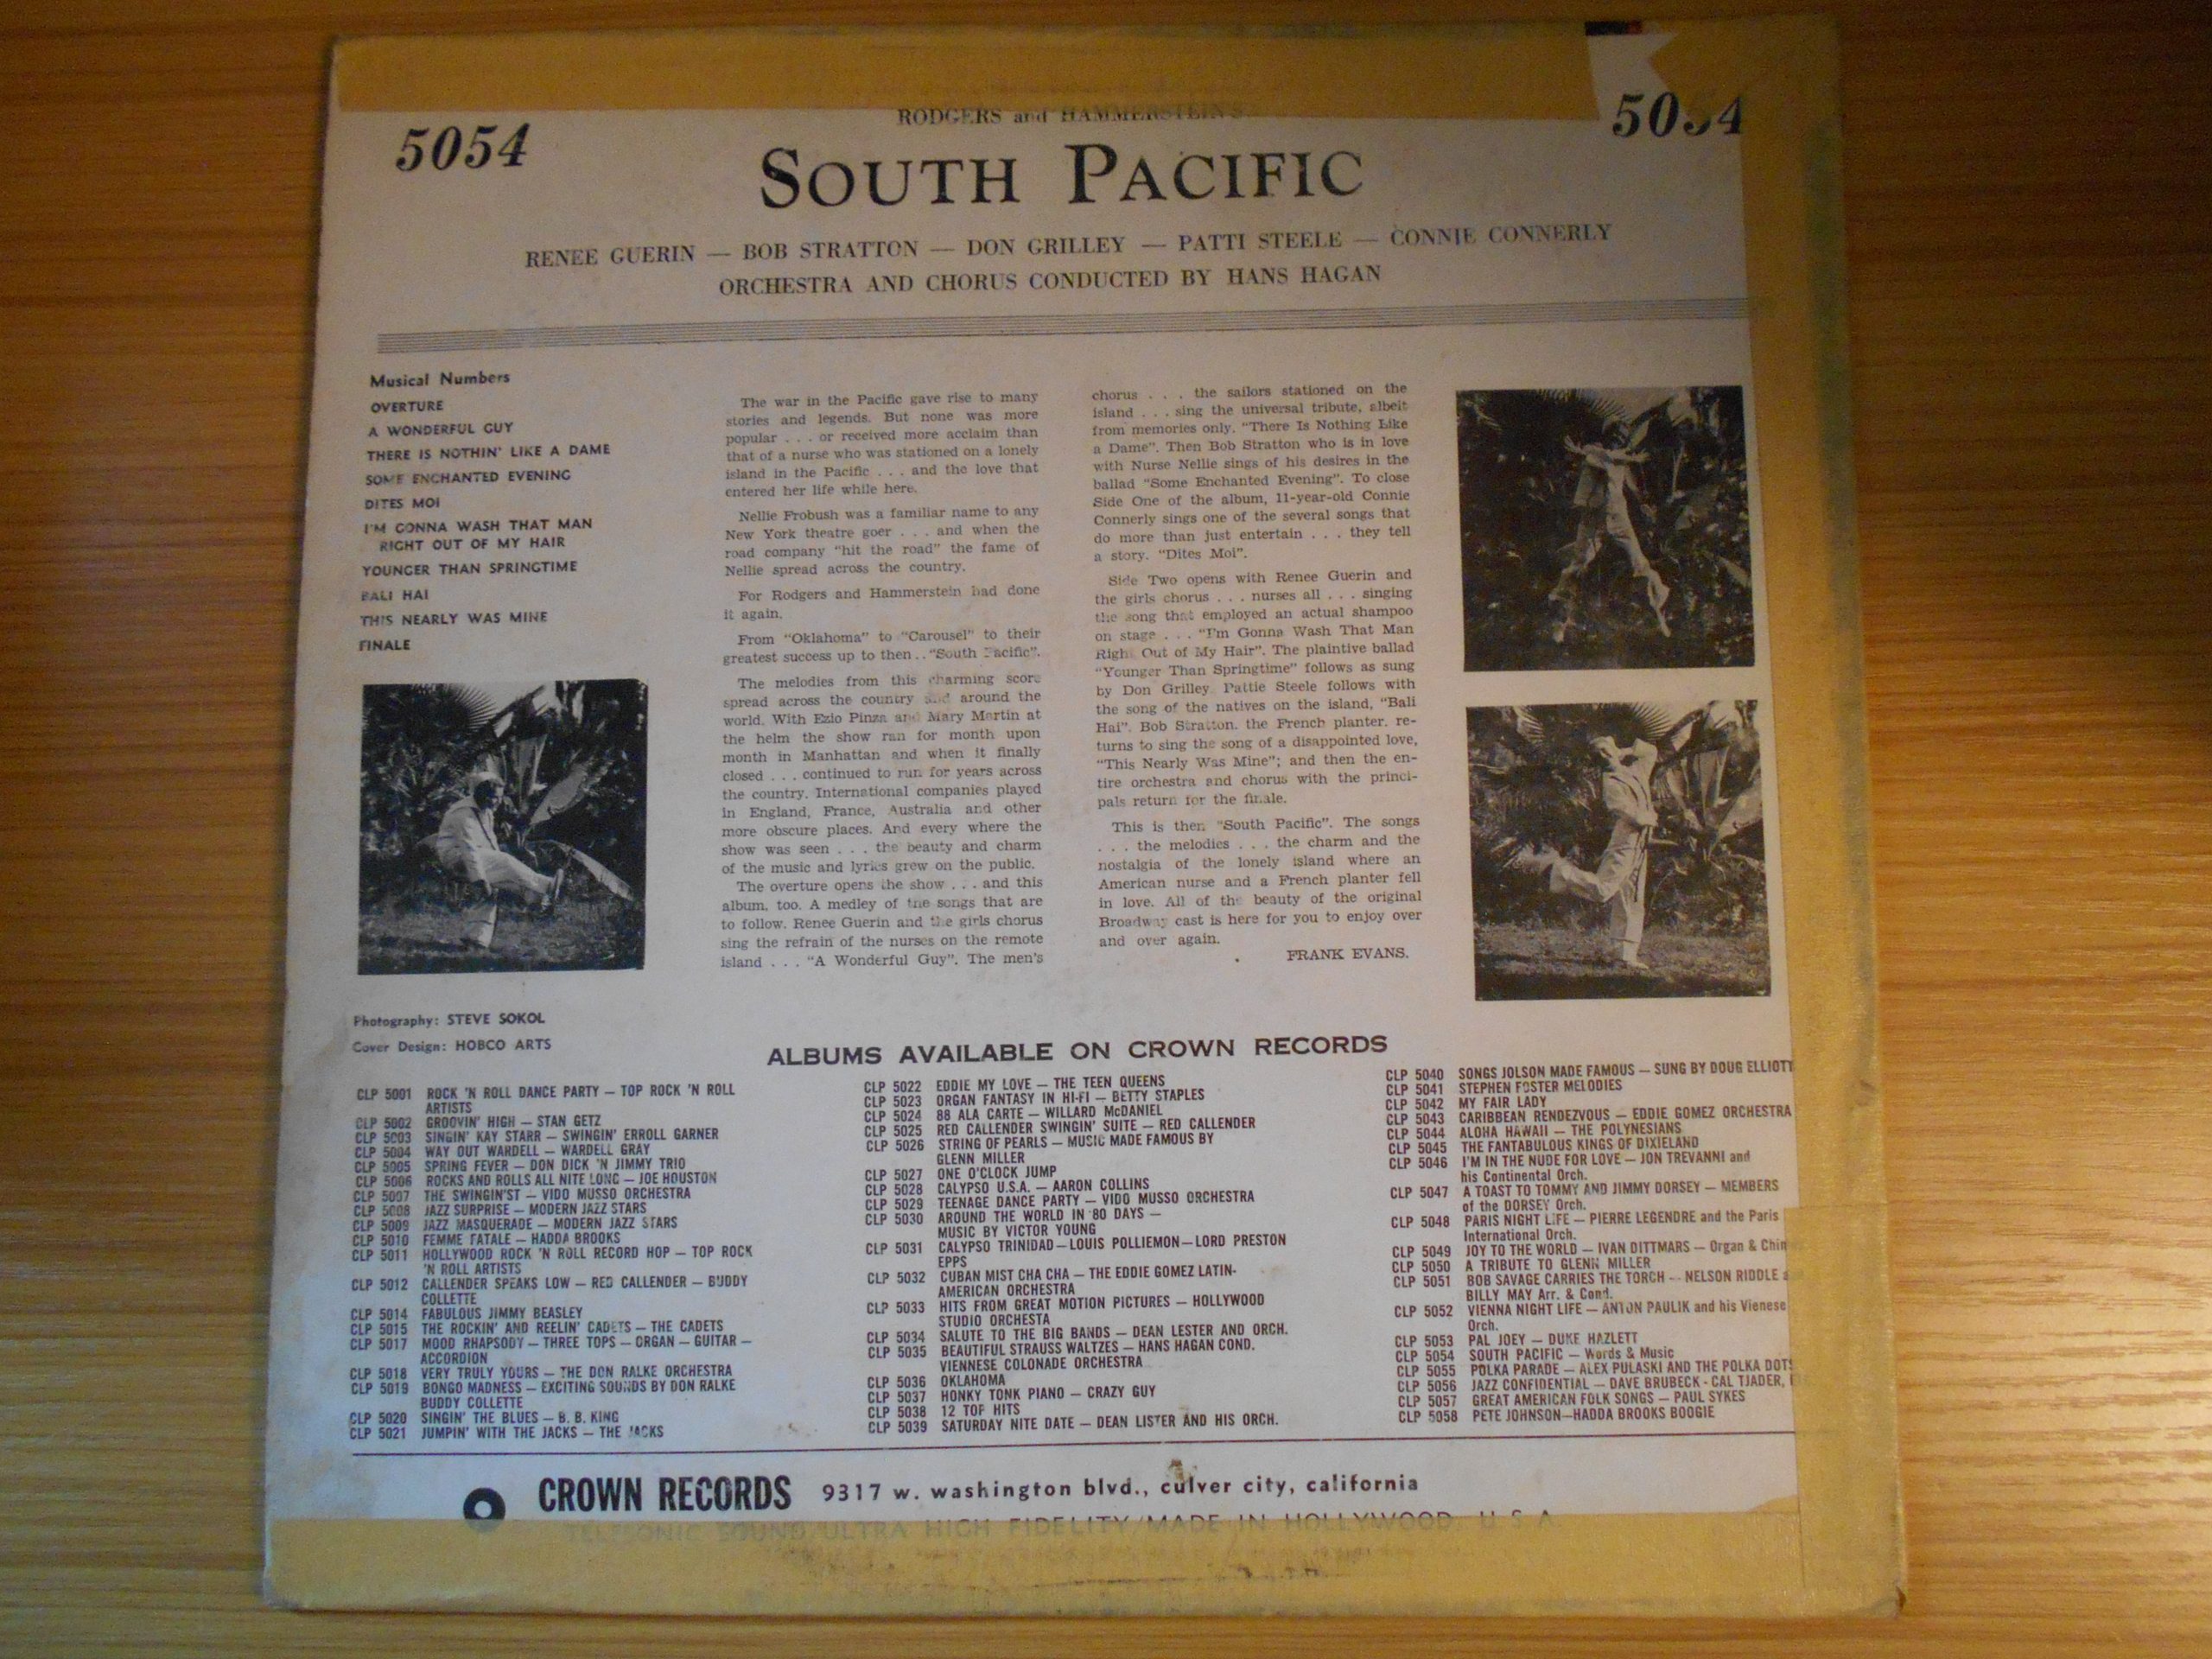 RODGERS and HAMMERSTEIN'S
5054
5054
SOUTH PACIFIC
RENEE GUERIN — BOB STRATTON — DON GRILLEY — PATTI STEELE — CONNIE CONNERLY
ORCHESTRA AND CHORUS CONDUCTED BY HANS HAGAN
Musical Numbers
OVERTURE
A WONDERFUL GUY
THERE IS NOTHIN' LIKE A DAME
SOME ENCHANTED EVENING
DITES MOI
I'M GONNA WASH THAT MAN
RIGHT OUT OF MY HAIR
YOUNGER THAN SPRINGTIME
BALI HAI
THIS NEARLY WAS MINE
FINALE
The war in the Pacific gave rise to many
stories and legends. But none was more
popular . . . or received more acclaim than
that of a nurse who was stationed on a lonely
island in the Pacific . . . and the love that
entered her life while here.
Nellie Frobush was a familiar name to any
New York theatre goer . . . and when the
road company "hit the road" the fame of
Nellie spread across the country.
For Rodgers and Hammerstein had done
it again.
From "Oklahoma" to "Carousel" to their
greatest success up to then . . "South Pacific".
The melodies from this charming score
spread across the country and around the
world. With Ezio Pinza and Mary Martin at
the helm the show ran for month upon
month in Manhattan and when it finally
closed . . . continued to run for years across
the country. International companies played
in England, France, Australia and other
more obscure places. And every where the
show was seen . . . the beauty and charm
of the music and lyrics grew on the public.
The overture opens the show . . . and this
album, too. A medley of the songs that are
to follow. Renee Guerin and the girls chorus
sing the refrain of the nurses on the remote
island . . . "A Wonderful Guy". The men's
chorus . . . the sailors stationed on the
island . . . sing the universal tribute, albeit
from memories only, "There Is Nothing Like
a Dame". Then Bob Stratton who is in love
with Nurse Nellie sings of his desires in the
ballad "Some Enchanted Evening". To close
Side One of the album, 11-year-old Connie
Connerly sings one of the several songs that
do more than just entertain . . . they tell
a story. "Dites Moi".
Side Two opens with Renee Guerin and
the girls chorus . . . nurses all . . . singing
the song that employed an actual shampoo
on stage . . . "I'm Gonna Wash That Man
Right Out of My Hair". The plaintive ballad
"Younger Than Springtime" follows as sung
by Don Grilley. Pattie Steele follows with
the song of the natives on the island, "Bali
Hai". Bob Stratton, the French planter, re-
turns to sing the song of a disappointed love,
"This Nearly Was Mine"; and then the en-
tire orchestra and chorus with the princi-
pals return for the finale.
This is then "South Pacific". The songs
. . . the melodies . . . the charm and the
nostalgia of the lonely island where an
American nurse and a French planter fell
in love. All of the beauty of the original
Broadway cast is here for you to enjoy over
and over again.
FRANK EVANS.
Photography: STEVE SOKOL
Cover Design: HOBCO ARTS
ALBUMS AVAILABLE ON CROWN RECORDS
CLP 5001 ROCK 'N ROLL DANCE PARTY — TOP ROCK 'N ROLL
ARTISTS
CLP 5002 GROOVIN' HIGH — STAN GETZ
CLP 5003 SINGIN' KAY STARR — SWINGIN' ERROLL GARNER
CLP 5004 WAY OUT WARDELL — WARDELL GRAY
CLP 5005 SPRING FEVER — DON DICK 'N JIMMY TRIO
CLP 5006 ROCKS AND ROLLS ALL NITE LONG — JOE HOUSTON
CLP 5007 THE SWINGIN'ST — VIDO MUSSO ORCHESTRA
CLP 5008 JAZZ SURPRISE — MODERN JAZZ STARS
CLP 5009 JAZZ MASQUERADE — MODERN JAZZ STARS
CLP 5010 FEMME FATALE — HADDA BROOKS
CLP 5011 HOLLYWOOD ROCK 'N ROLL RECORD HOP — TOP ROCK
'N ROLL ARTISTS
CLP 5012 CALLENDER SPEAKS LOW — RED CALLENDER — BUDDY
COLLETTE
CLP 5014 FABULOUS JIMMY BEASLEY
CLP 5015 THE ROCKIN' AND REELIN' CADETS — THE CADETS
CLP 5017 MOOD RHAPSODY — THREE TOPS — ORGAN — GUITAR —
ACCORDION
CLP 5018 VERY TRULY YOURS — THE DON RALKE ORCHESTRA
CLP 5019 BONGO MADNESS — EXCITING SOUNDS BY DON RALKE
BUDDY COLLETTE
CLP 5020 SINGIN' THE BLUES — B. B. KING
CLP 5021 JUMPIN' WITH THE JACKS — THE JACKS
CLP 5022 EDDIE MY LOVE — THE TEEN QUEENS
CLP 5023 ORGAN FANTASY IN HI-FI — BETTY STAPLES
CLP 5024 88 ALA CARTE — WILLARD McDANIEL
CLP 5025 RED CALLENDER SWINGIN' SUITE — RED CALLENDER
CLP 5026 STRING OF PEARLS — MUSIC MADE FAMOUS BY
GLENN MILLER
CLP 5027 ONE O'CLOCK JUMP
CLP 5028 CALYPSO U.S.A. — AARON COLLINS
CLP 5029 TEENAGE DANCE PARTY — VIDO MUSSO ORCHESTRA
CLP 5030 AROUND THE WORLD IN 80 DAYS —
MUSIC BY VICTOR YOUNG
CLP 5031 CALYPSO TRINIDAD—LOUIS POLLIEMON—LORD PRESTON
EPPS
CLP 5032 CUBAN MIST CHA CHA — THE EDDIE GOMEZ LATIN-
AMERICAN ORCHESTRA
CLP 5033 HITS FROM GREAT MOTION PICTURES — HOLLYWOOD
STUDIO ORCHESTA
CLP 5034 SALUTE TO THE BIG BANDS — DEAN LESTER AND ORCH.
CLP 5035 BEAUTIFUL STRAUSS WALTZES — HANS HAGAN COND.
VIENNESE COLONADE ORCHESTRA
CLP 5036 OKLAHOMA
CLP 5037 HONKY TONK PIANO — CRAZY GUY
CLP 5038 12 TOP HITS
CLP 5039 SATURDAY NITE DATE — DEAN LISTER AND HIS ORCH.
CLP 5040 SONGS JOLSON MADE FAMOUS — SUNG BY DOUG ELLIOTT
CLP 5041 STEPHEN FOSTER MELODIES
CLP 5042 MY FAIR LADY
CLP 5043 CARIBBEAN RENDEZVOUS — EDDIE GOMEZ ORCHESTRA
CLP 5044 ALOHA HAWAII — THE POLYNESIANS
CLP 5045 THE FANTABULOUS KINGS OF DIXIELAND
CLP 5046 I'M IN THE NUDE FOR LOVE — JON TREVANNI and
his Continental Orch.
CLP 5047 A TOAST TO TOMMY AND JIMMY DORSEY — MEMBERS
of the DORSEY Orch.
CLP 5048 PARIS NIGHT LIFE — PIERRE LEGENDRE and the Paris
International Orch.
CLP 5049 JOY TO THE WORLD — IVAN DITTMARS — Organ & Chim
CLP 5050 A TRIBUTE TO GLENN MILLER
CLP 5051 BOB SAVAGE CARRIES THE TORCH — NELSON RIDDLE
BILLY MAY Arr. & Cond.
CLP 5052 VIENNA NIGHT LIFE — ANTON PAULIK and his Vienese
Orch.
CLP 5053 PAL JOEY — DUKE HAZLETT
CLP 5054 SOUTH PACIFIC — Words & Music
CLP 5055 POLKA PARADE — ALEX PULASKI AND THE POLKA DOTS
CLP 5056 JAZZ CONFIDENTIAL — DAVE BRUBECK - CAL TJADER,
CLP 5057 GREAT AMERICAN FOLK SONGS — PAUL SYKES
CLP 5058 PETE JOHNSON—HADDA BROOKS BOOGIE
CROWN RECORDS 9317 w. washington blvd., culver city, california
TELESONIC SOUND/ULTRA HIGH FIDELITY/MADE IN HOLLYWOOD, U S A